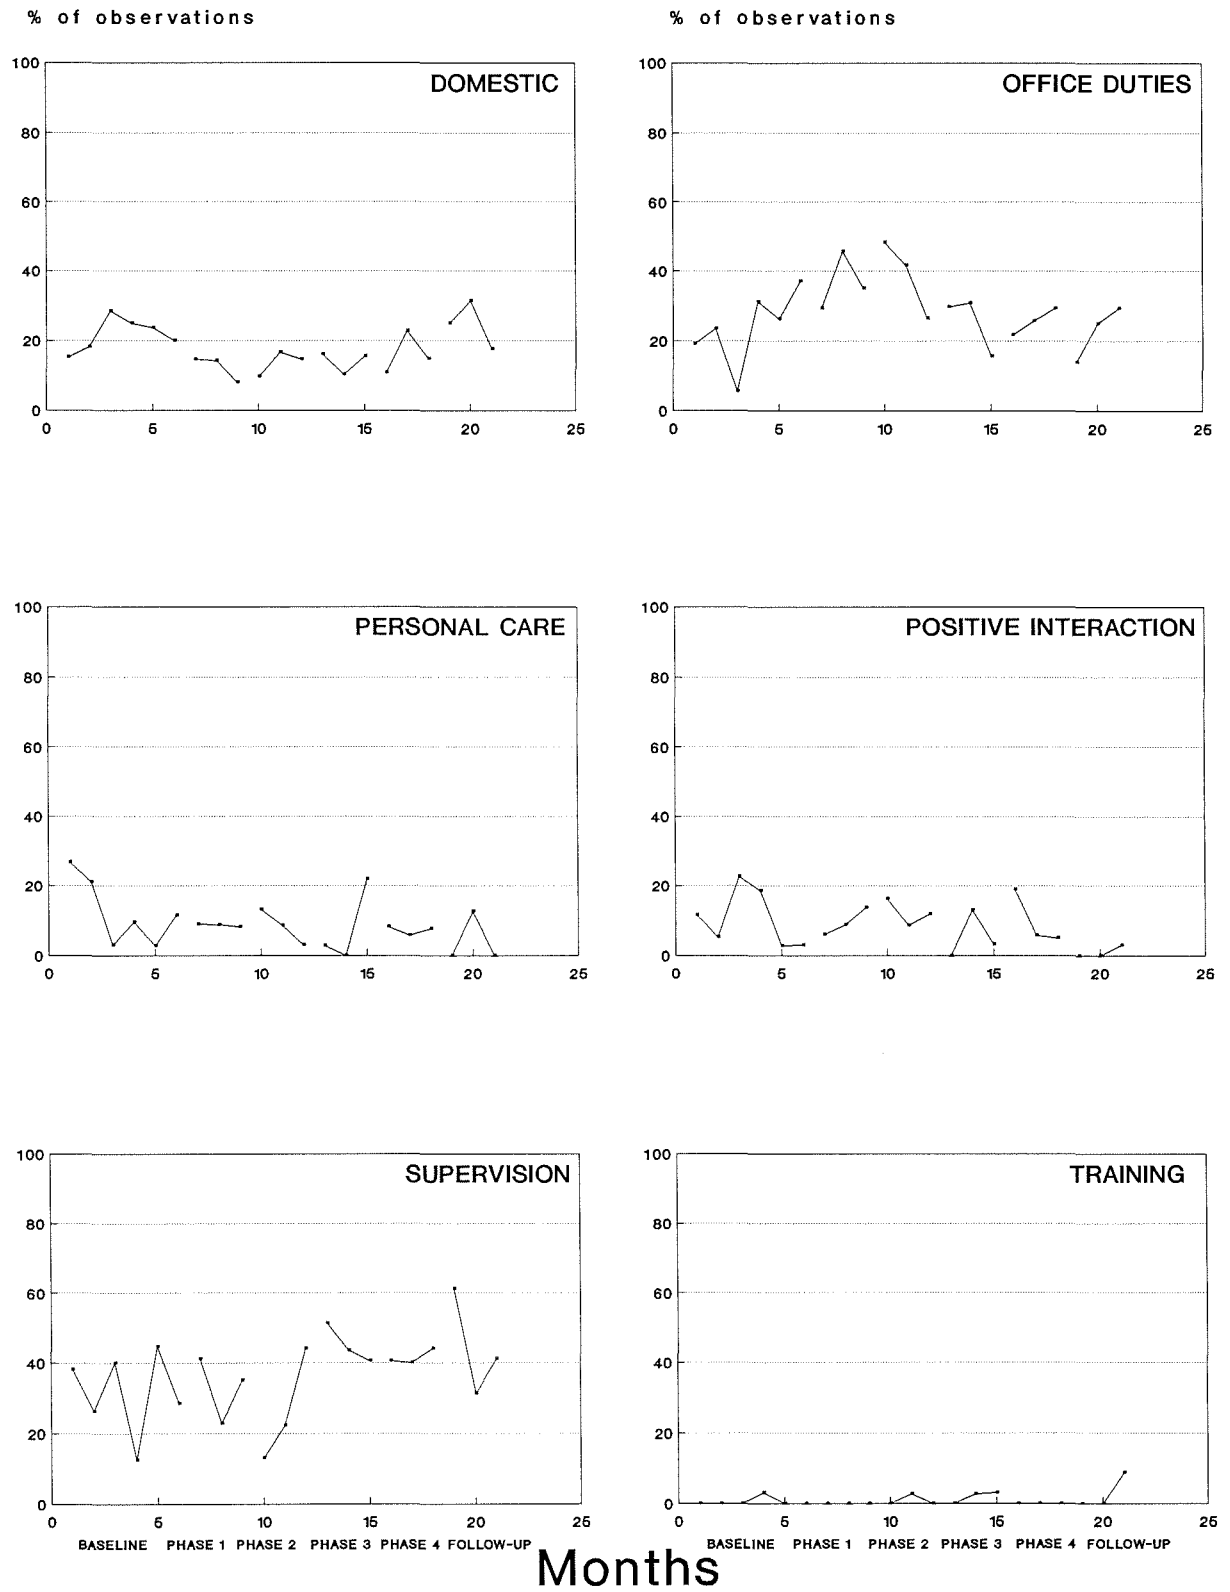 % of observations
% of observations
DOMESTIC
100
80
60
40
20
0
0 5 10 15 20 25
OFFICE DUTIES
100
80
60
40
20
0
0 5 10 15 20 25
PERSONAL CARE
100
80
60
40
20
0
0 5 10 15 20 25
POSITIVE INTERACTION
100
80
60
40
20
0
0 5 10 15 20 25
SUPERVISION
100
80
60
40
20
0
0 5 10 15 20 25
BASELINE PHASE 1 PHASE 2 PHASE 3 PHASE 4 FOLLOW-UP
TRAINING
100
80
60
40
20
0
0 5 10 15 20 25
BASELINE PHASE 1 PHASE 2 PHASE 3 PHASE 4 FOLLOW-UP
Months